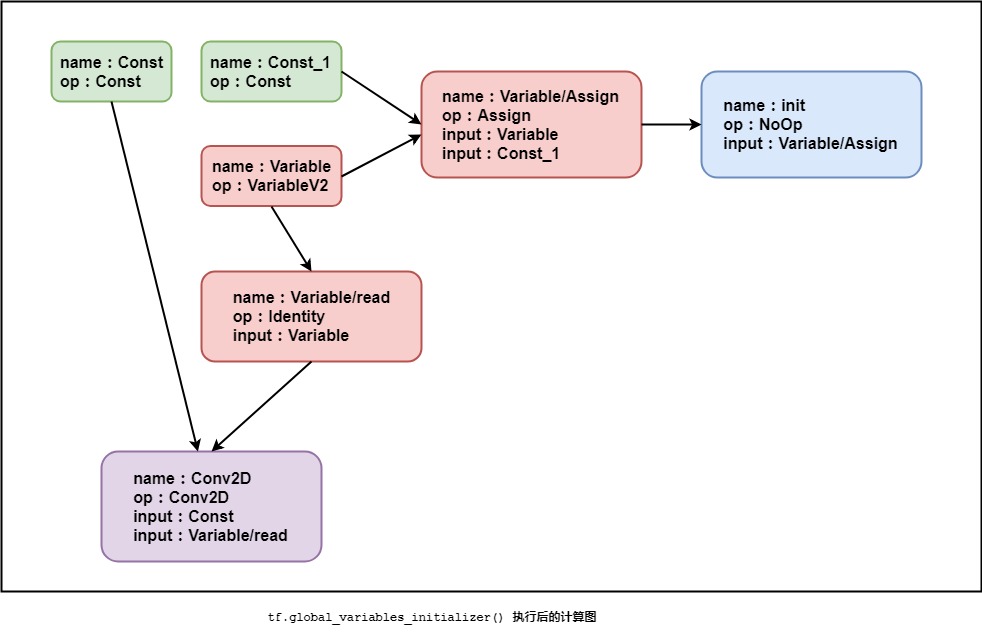 name : Const
op : Const
name : Const_1
op : Const
name : Variable/Assign
op : Assign
input : Variable
input : Const_1
name : init
op : NoOp
input : Variable/Assign
name : Variable
op : VariableV2
name : Variable/read
op : Identity
input : Variable
name : Conv2D
op : Conv2D
input : Const
input : Variable/read
tf.global_variables_initializer() 执行后的计算图